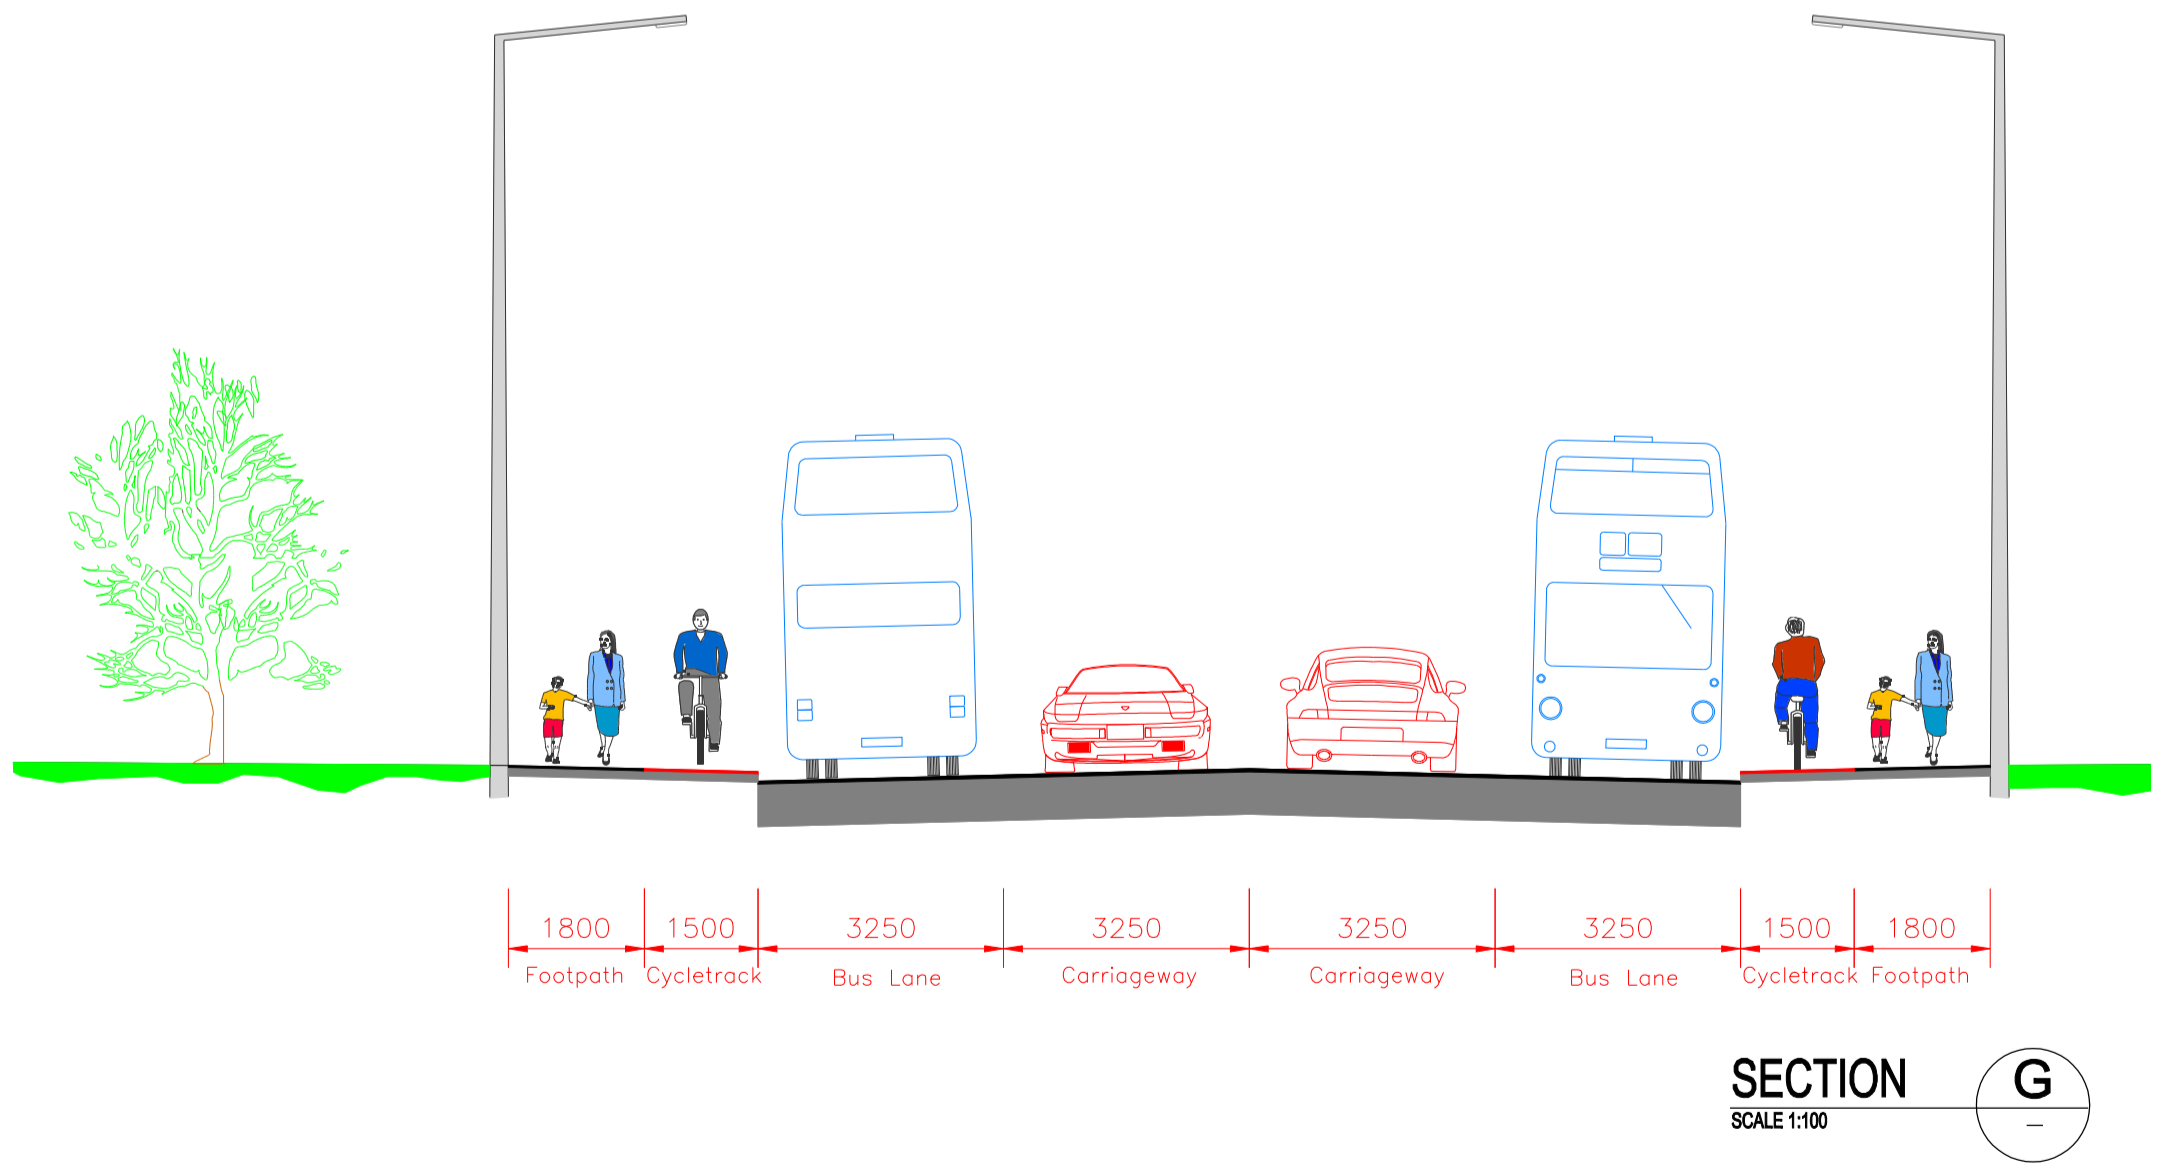 1800 1500 3250 3250 3250 3250 1500 1800
Footpath Cycletrack Bus Lane Carriageway Carriageway Bus Lane Cycletrack Footpath
SECTION G
SCALE 1:100 –